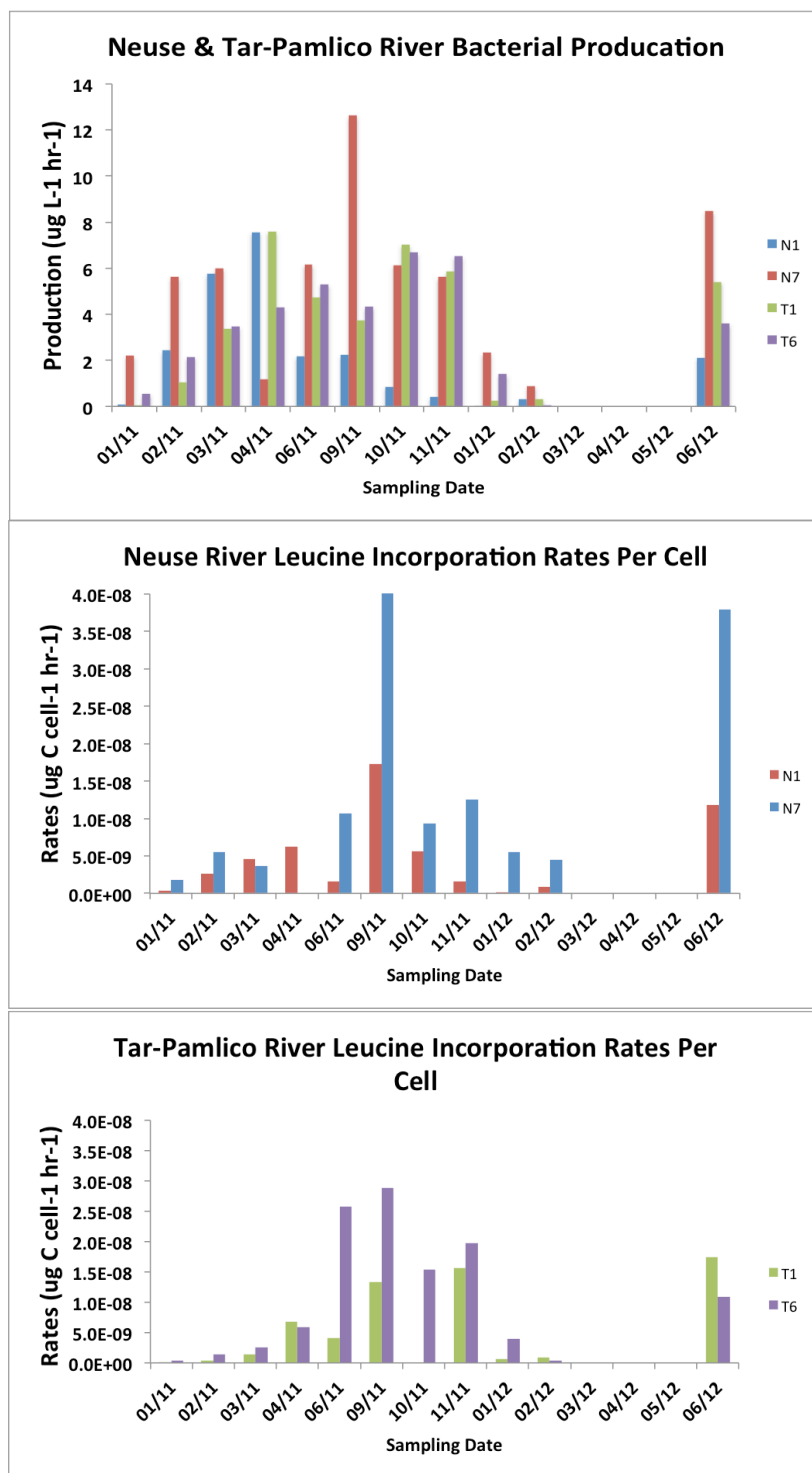 Neuse & Tar-Pamlico River Bacterial Producation
Production (ug L-1 hr-1)
14
12
10
8
6
4
2
0
01/11
02/11
03/11
04/11
06/11
09/11
10/11
11/11
01/12
02/12
03/12
04/12
05/12
06/12
Sampling Date
N1
N7
T1
T6
Neuse River Leucine Incorporation Rates Per Cell
Rates (ug C cell-1 hr-1)
4.0E-08
3.5E-08
3.0E-08
2.5E-08
2.0E-08
1.5E-08
1.0E-08
5.0E-09
0.0E+00
01/11
02/11
03/11
04/11
06/11
09/11
10/11
11/11
01/12
02/12
03/12
04/12
05/12
06/12
Sampling Date
N1
N7
Tar-Pamlico River Leucine Incorporation Rates Per
Cell
Rates (ug C cell-1 hr-1)
4.0E-08
3.5E-08
3.0E-08
2.5E-08
2.0E-08
1.5E-08
1.0E-08
5.0E-09
0.0E+00
01/11
02/11
03/11
04/11
06/11
09/11
10/11
11/11
01/12
02/12
03/12
04/12
05/12
06/12
Sampling Date
T1
T6